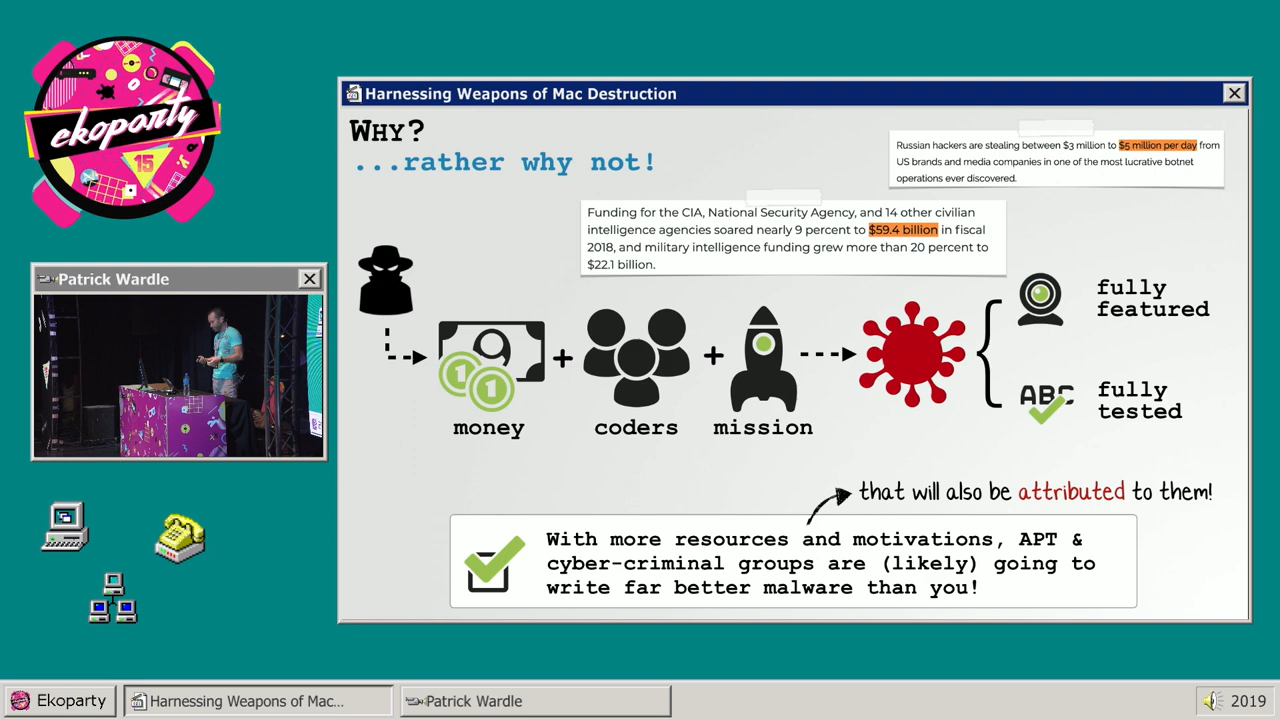 ekoparty
15
Harnessing Weapons of Mac Destruction
WHY?
...rather why not!
Russian hackers are stealing between $3 million to $5 million per day from
US brands and media companies in one of the most lucrative botnet
operations ever discovered.
Funding for the CIA, National Security Agency, and 14 other civilian
intelligence agencies soared nearly 9 percent to $59.4 billion in fiscal
2018, and military intelligence funding grew more than 20 percent to
$22.1 billion.
Patrick Wardle
1
1
+
+
money
coders
mission
fully
featured
ABC
fully
tested
that will also be attributed to them!
With more resources and motivations, APT &
cyber-criminal groups are (likely) going to
write far better malware than you!
Ekoparty
Harnessing Weapons of Mac...
Patrick Wardle
2019